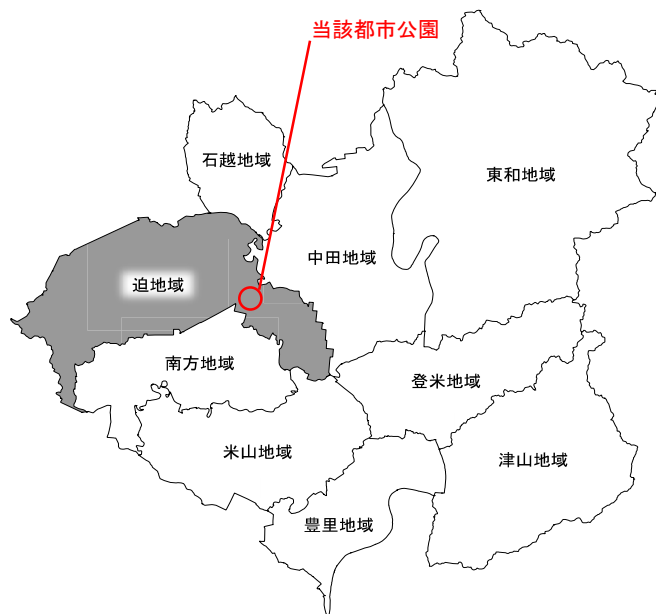 当該都市公園
石越地域
東和地域
中田地域
迫地域
南方地域
登米地域
米山地域
津山地域
豊里地域